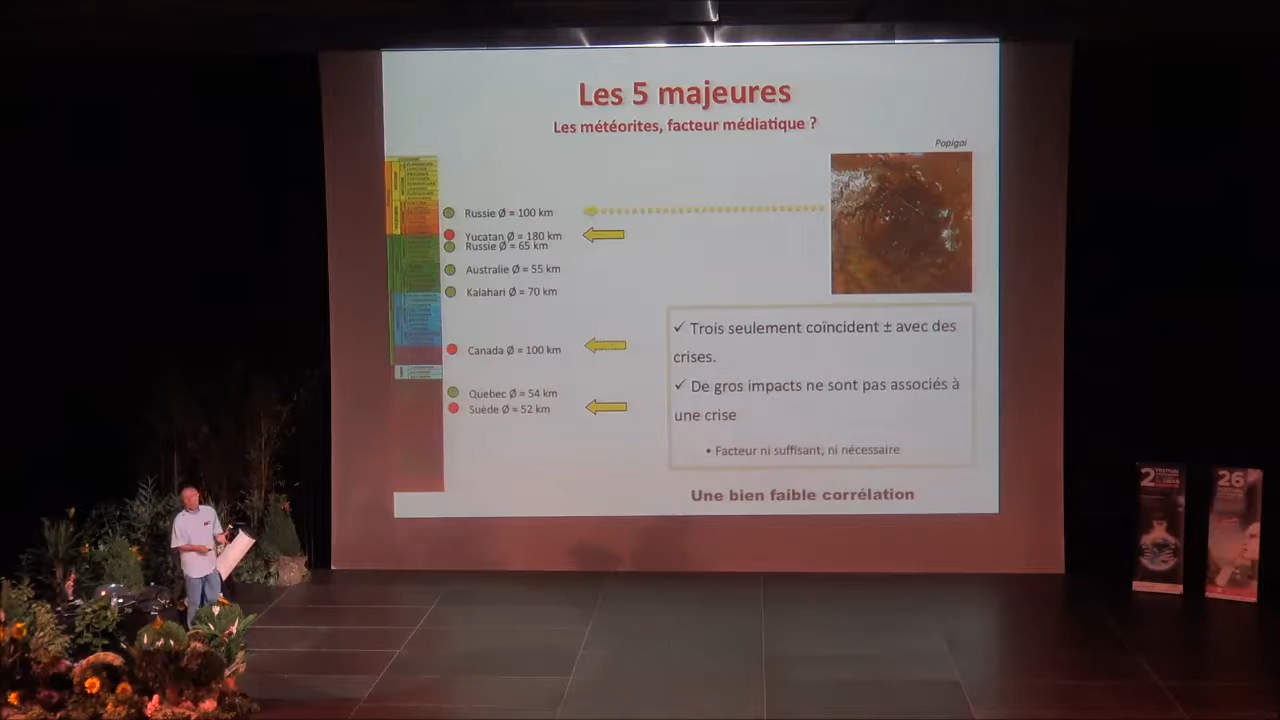 Les 5 majeures
Les météorites, facteur médiatique ?
Popigai
Russie Ø = 100 km
Yucatan Ø = 180 km
Russie Ø = 65 km
Australie Ø = 55 km
Kalahari Ø = 70 km
Canada Ø = 100 km
Quebec Ø = 54 km
Suède Ø = 52 km
✓ Trois seulement coïncident ± avec des
crises.
✓ De gros impacts ne sont pas associés à
une crise
• Facteur ni suffisant, ni nécessaire
Une bien faible corrélation
2
26